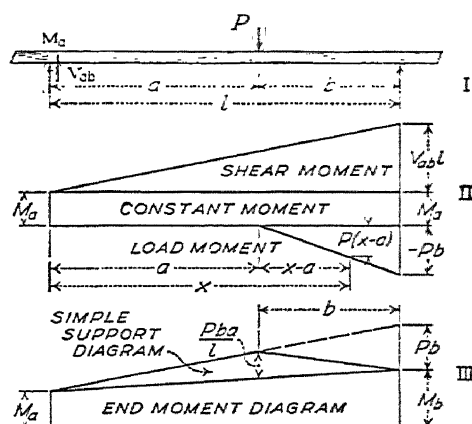 P
Ma
Vab
a
b
l
I
SHEAR MOMENT
Vab l
II
Ma
CONSTANT MOMENT
Ma
LOAD MOMENT
P(x-a)
-Pb
a
x-a
x
b
SIMPLE
SUPPORT
DIAGRAM
Pba
l
Pb
III
Ma
END MOMENT DIAGRAM
Mb